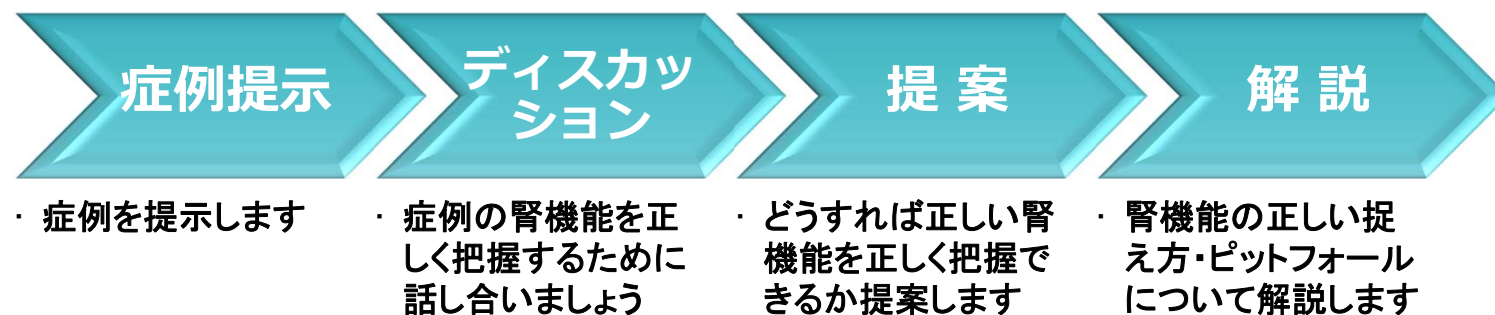 症例提示
ディスカッ
ション
提 案
解 説
・ 症例を提示します
・ 症例の腎機能を正
しく把握するために
話し合いましょう
・ どうすれば正しい腎
機能を正しく把握で
きるか提案します
・ 腎機能の正しい捉
え方・ピットフォール
について解説します